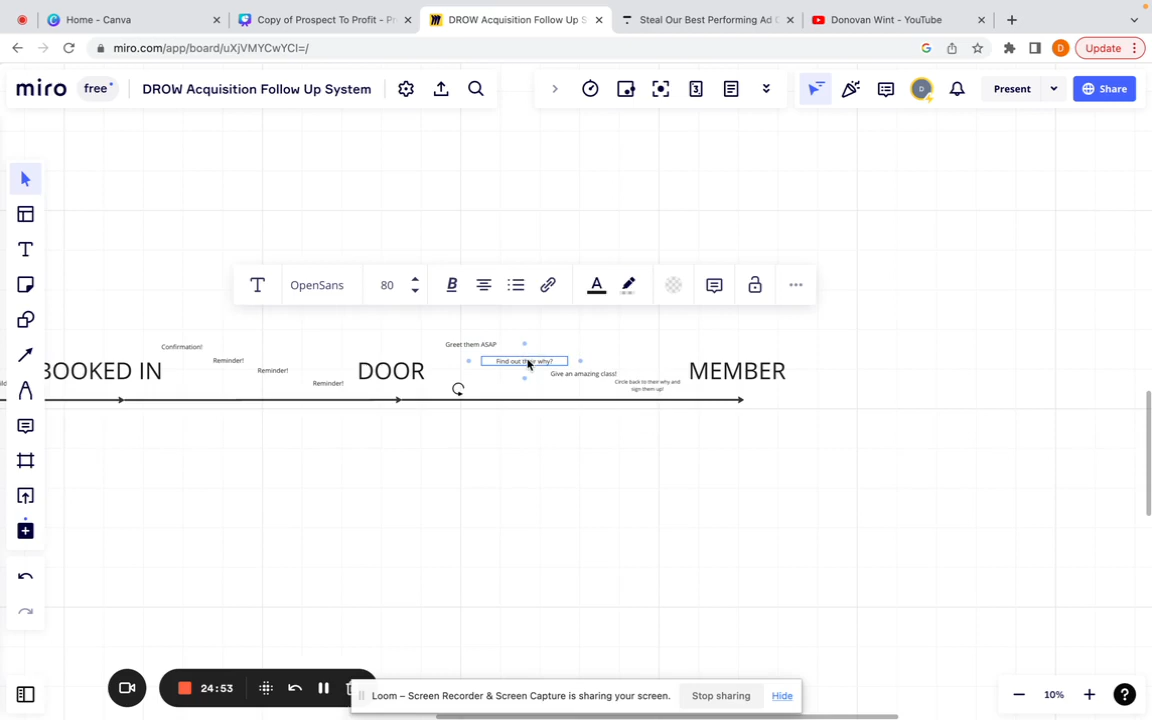 Home - Canva
Copy of Prospect To Profit - Pr
DROW Acquisition Follow Up S
Steal Our Best Performing Ad C
Donovan Wint - YouTube
miro.com/app/board/uXjVMYCwYCI=/
D
Update
miro
free
DROW Acquisition Follow Up System
3
D
Present
Share
OpenSans
80
B
A
Confirmation!
Reminder!
Reminder!
Reminder!
BOOKED IN
DOOR
Greet them ASAP
Find out their why?
Give an amazing class!
Circle back to their why and
sign them up!
MEMBER
24:53
Loom – Screen Recorder & Screen Capture is sharing your screen.
Stop sharing
Hide
10%